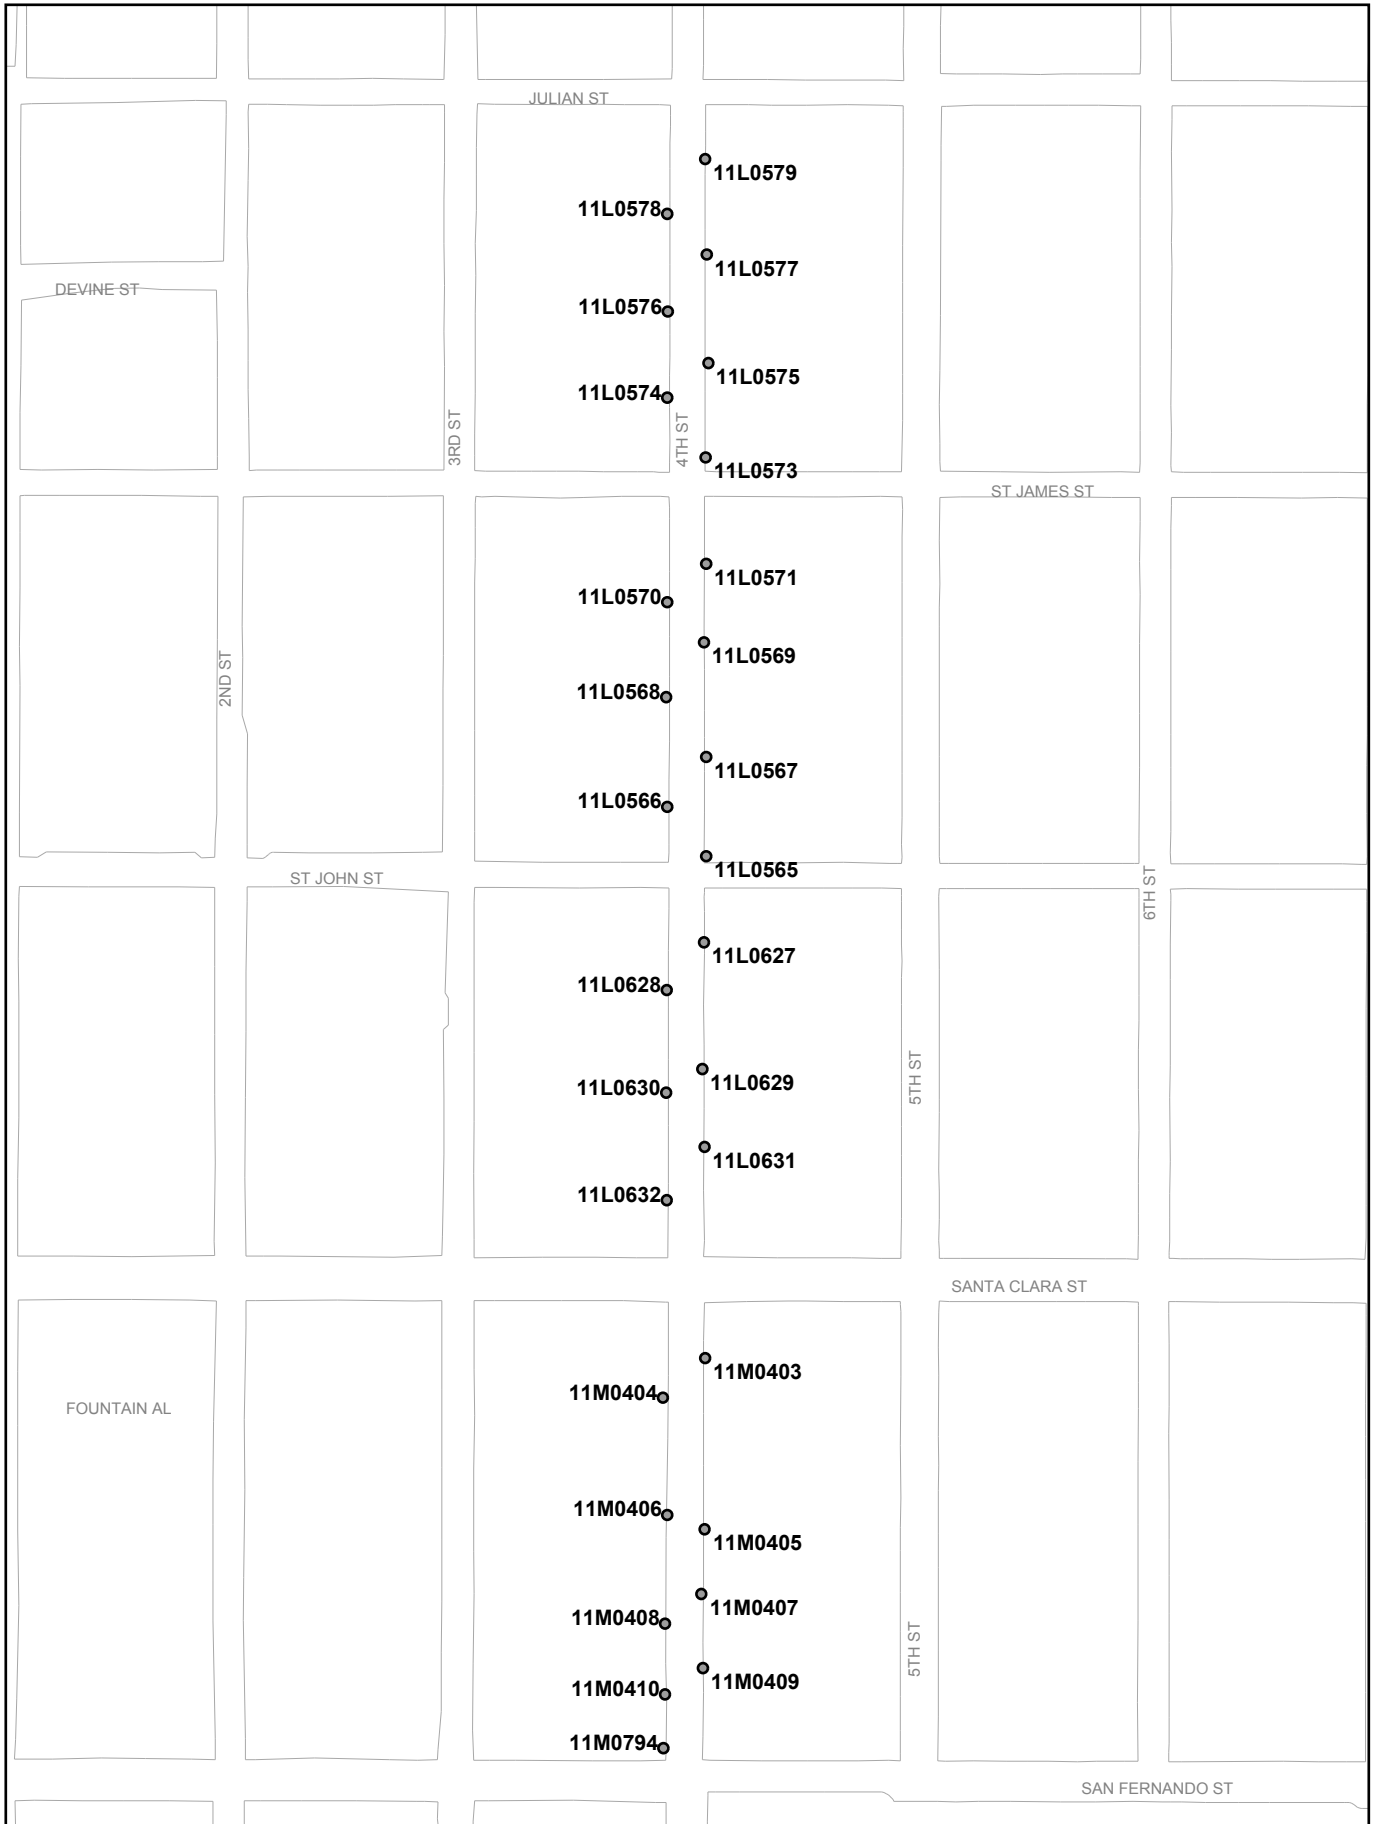 JULIAN ST
11L0579
11L0578
11L0577
DEVINE ST
11L0576
11L0575
11L0574
3RD ST
4TH ST
11L0573
ST JAMES ST
11L0571
11L0570
11L0569
2ND ST
11L0568
11L0567
11L0566
11L0565
ST JOHN ST
6TH ST
11L0627
11L0628
5TH ST
11L0629
11L0630
11L0631
11L0632
SANTA CLARA ST
11M0403
11M0404
FOUNTAIN AL
11M0406
11M0405
11M0407
11M0408
5TH ST
11M0409
11M0410
11M0794
SAN FERNANDO ST